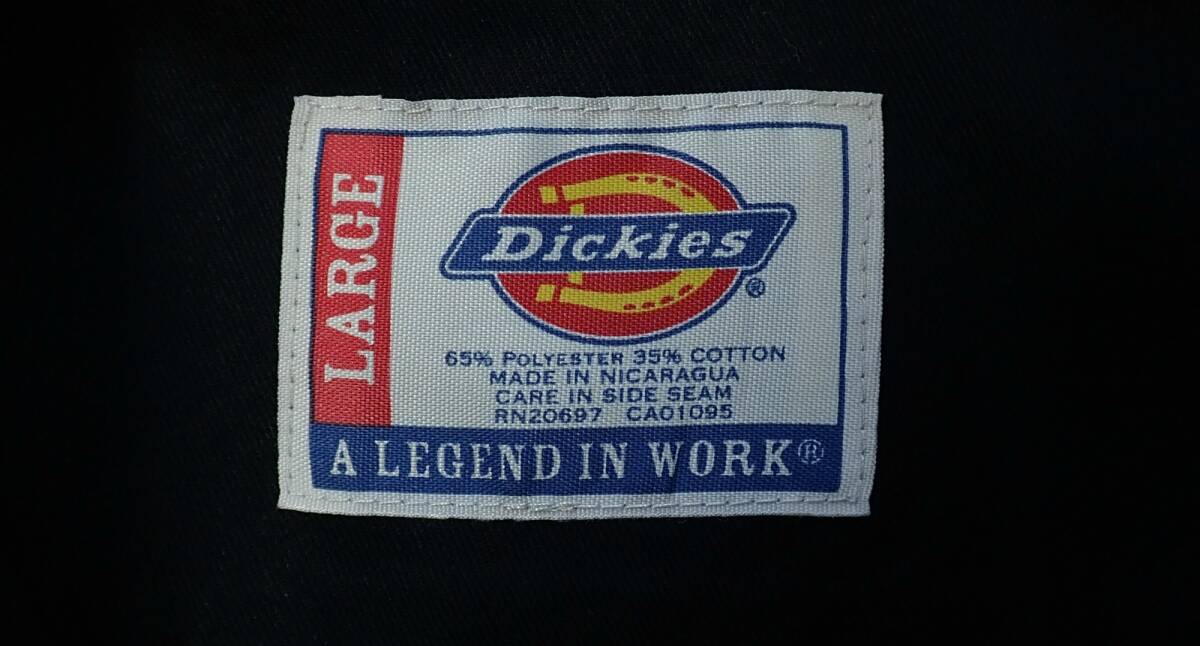 LARGE
Dickies®
65% POLYESTER 35% COTTON
MADE IN NICARAGUA
CARE IN SIDE SEAM
RN20697 CA01095
A LEGEND IN WORK®